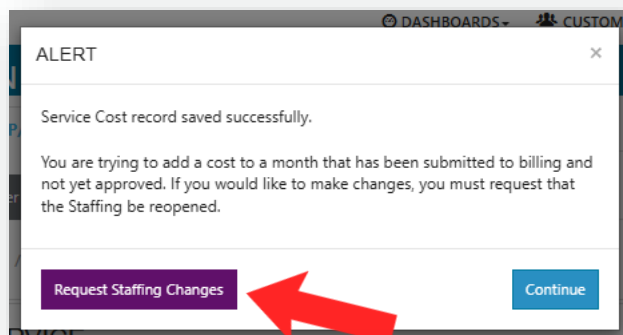 DASHBOARDS CUSTOM
ALERT
×
Service Cost record saved successfully.
You are trying to add a cost to a month that has been submitted to billing and
not yet approved. If you would like to make changes, you must request that
the Staffing be reopened.
Request Staffing Changes Continue